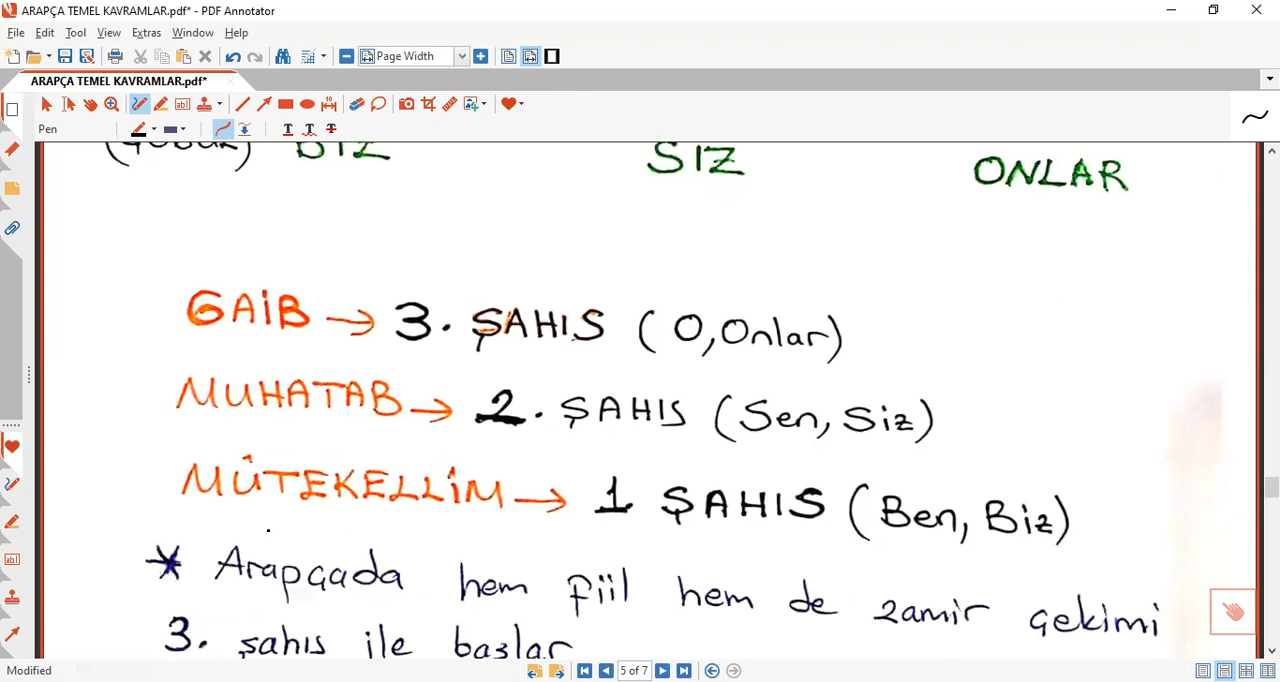 ARAPÇA TEMEL KAVRAMLAR.pdf* - PDF Annotator
File Edit Tool View Extras Window Help
Page Width
ARAPÇA TEMEL KAVRAMLAR.pdf*
Pen
BİZ SİZ ONLAR
GAİB → 3. ŞAHIS (O, Onlar)
MUHATAB → 2. ŞAHIS (Sen, Siz)
MÜTEKELLİM → 1 ŞAHIS (Ben, Biz)
* Arapçada hem fiil hem de zamir çekimi
3. şahıs ile başlar
Modified 5 of 7